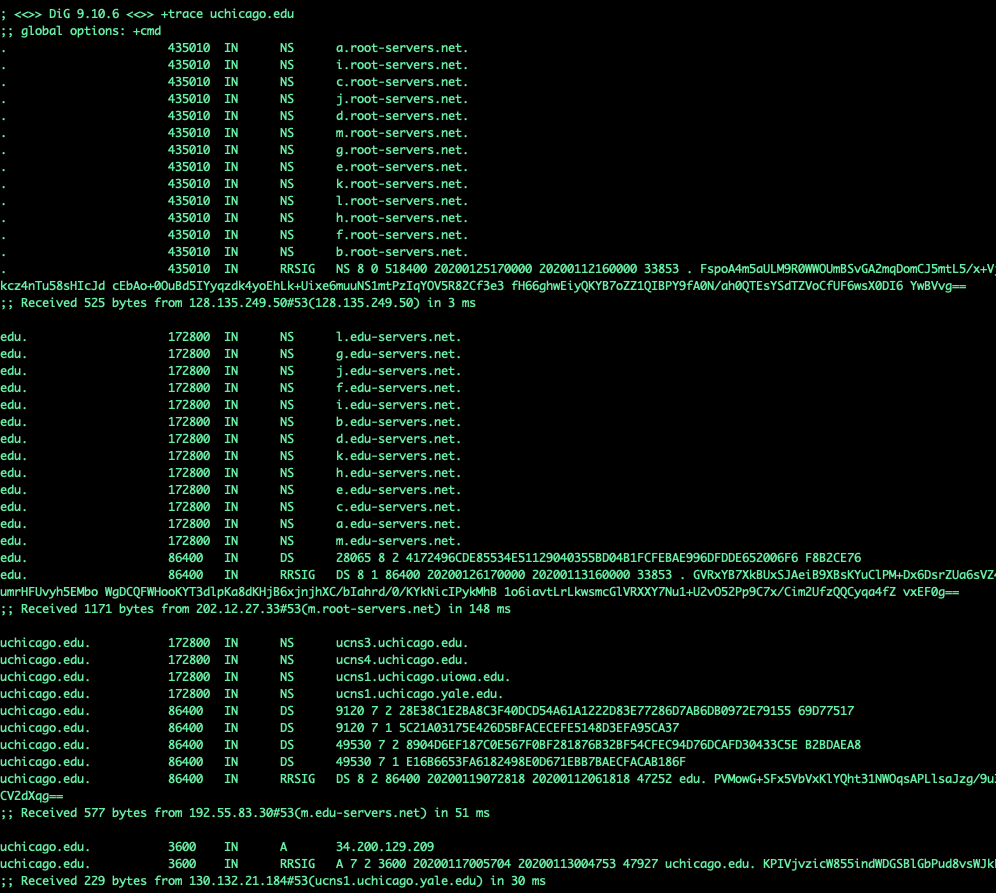 ; <<>> DiG 9.10.6 <<>> +trace uchicago.edu
;; global options: +cmd
. 435010 IN NS a.root-servers.net.
. 435010 IN NS i.root-servers.net.
. 435010 IN NS c.root-servers.net.
. 435010 IN NS j.root-servers.net.
. 435010 IN NS d.root-servers.net.
. 435010 IN NS m.root-servers.net.
. 435010 IN NS g.root-servers.net.
. 435010 IN NS e.root-servers.net.
. 435010 IN NS k.root-servers.net.
. 435010 IN NS l.root-servers.net.
. 435010 IN NS h.root-servers.net.
. 435010 IN NS f.root-servers.net.
. 435010 IN NS b.root-servers.net.
. 435010 IN RRSIG NS 8 0 518400 20200125170000 20200112160000 33853 . FspoA4m5aULM9R0WWOUmBSvGA2mqDomCJ5mtL5/x+Vj
kcz4nTu58sHIcJd cEbAo+0OuBd5IYyqzdk4yoEhLk+Uixe6muuNS1mtPzIqYOV5R82Cf3e3 fH66ghwEiyQKYB7oZZ1QIBPY9fA0N/ah0QTEsYSdTZVoCfUF6wsX0DI6 YwBVvg==
;; Received 525 bytes from 128.135.249.50#53(128.135.249.50) in 3 ms
edu. 172800 IN NS l.edu-servers.net.
edu. 172800 IN NS g.edu-servers.net.
edu. 172800 IN NS j.edu-servers.net.
edu. 172800 IN NS f.edu-servers.net.
edu. 172800 IN NS i.edu-servers.net.
edu. 172800 IN NS b.edu-servers.net.
edu. 172800 IN NS d.edu-servers.net.
edu. 172800 IN NS k.edu-servers.net.
edu. 172800 IN NS h.edu-servers.net.
edu. 172800 IN NS e.edu-servers.net.
edu. 172800 IN NS c.edu-servers.net.
edu. 172800 IN NS a.edu-servers.net.
edu. 172800 IN NS m.edu-servers.net.
edu. 86400 IN DS 28065 8 2 4172496CDE85534E51129040355BD04B1FCFEBAE996DFDDE652006F6 F8B2CE76
edu. 86400 IN RRSIG DS 8 1 86400 20200126170000 20200113160000 33853 . GVRxYB7XkBUxSJAeiB9XBsKYuClPM+Dx6DsrZUa6sVZ4
umrHFUvyh5EMbo WgDCQFWHooKYT3dlpKa8dKHjB6xjnjhXC/bIahrd/0/KYkNicIPykMhB 1o6iavtLrLkwsmcGlVRXXY7Nu1+U2vO52Pp9C7x/Cim2UfzQQCyqa4fZ vxEF0g==
;; Received 1171 bytes from 202.12.27.33#53(m.root-servers.net) in 148 ms
uchicago.edu. 172800 IN NS ucns3.uchicago.edu.
uchicago.edu. 172800 IN NS ucns4.uchicago.edu.
uchicago.edu. 172800 IN NS ucns1.uchicago.uiowa.edu.
uchicago.edu. 172800 IN NS ucns1.uchicago.yale.edu.
uchicago.edu. 86400 IN DS 9120 7 2 28E38C1E2BA8C3F40DCD54A61A1222D83E77286D7AB6DB0972E79155 69D77517
uchicago.edu. 86400 IN DS 9120 7 1 5C21A03175E426D5BFACECEFE5148D3EFA95CA37
uchicago.edu. 86400 IN DS 49530 7 2 8904D6EF187C0E567F0BF281876B32BF54CFEC94D76DCAFD30433C5E B2BDAEA8
uchicago.edu. 86400 IN DS 49530 7 1 E16B6653FA6182498E0D671EBB7BAECFACAB186F
uchicago.edu. 86400 IN RRSIG DS 8 2 86400 20200119072818 20200112061818 47252 edu. PVMowG+SFx5VbVxKlYQht31NWOqsAPLlsaJzg/9u3
CV2dXqg==
;; Received 577 bytes from 192.55.83.30#53(m.edu-servers.net) in 51 ms
uchicago.edu. 3600 IN A 34.200.129.209
uchicago.edu. 3600 IN RRSIG A 7 2 3600 20200117005704 20200113004753 47927 uchicago.edu. KPIVjvzicW855indWDGSBlGbPud8vsWJk
;; Received 229 bytes from 130.132.21.184#53(ucns1.uchicago.yale.edu) in 30 ms